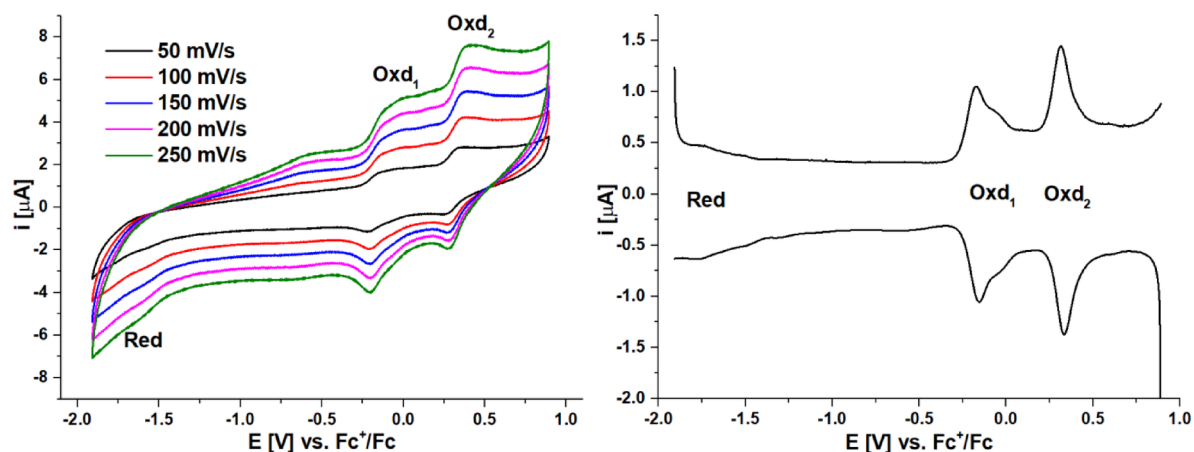 Oxd₂
8
50 mV/s
6
100 mV/s
Oxd₁
150 mV/s
4
200 mV/s
2
250 mV/s
0
-2
-4
-6
Red
-8
i [µA]
-2.0 -1.5 -1.0 -0.5 0.0 0.5 1.0
E [V] vs. Fc⁺/Fc
1.5
1.0
0.5
0.0
Red Oxd₁ Oxd₂
-0.5
-1.0
-1.5
-2.0
i [µA]
-2.0 -1.5 -1.0 -0.5 0.0 0.5 1.0
E [V] vs. Fc⁺/Fc